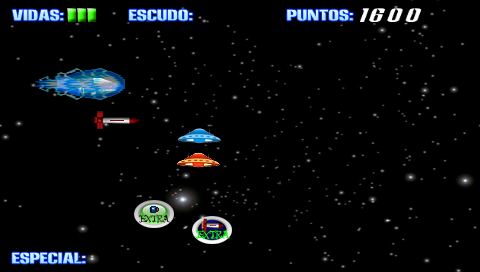 VIDAS: ESCUDO: PUNTOS: 1600
EXTRA
EXTRA
ESPECIAL: